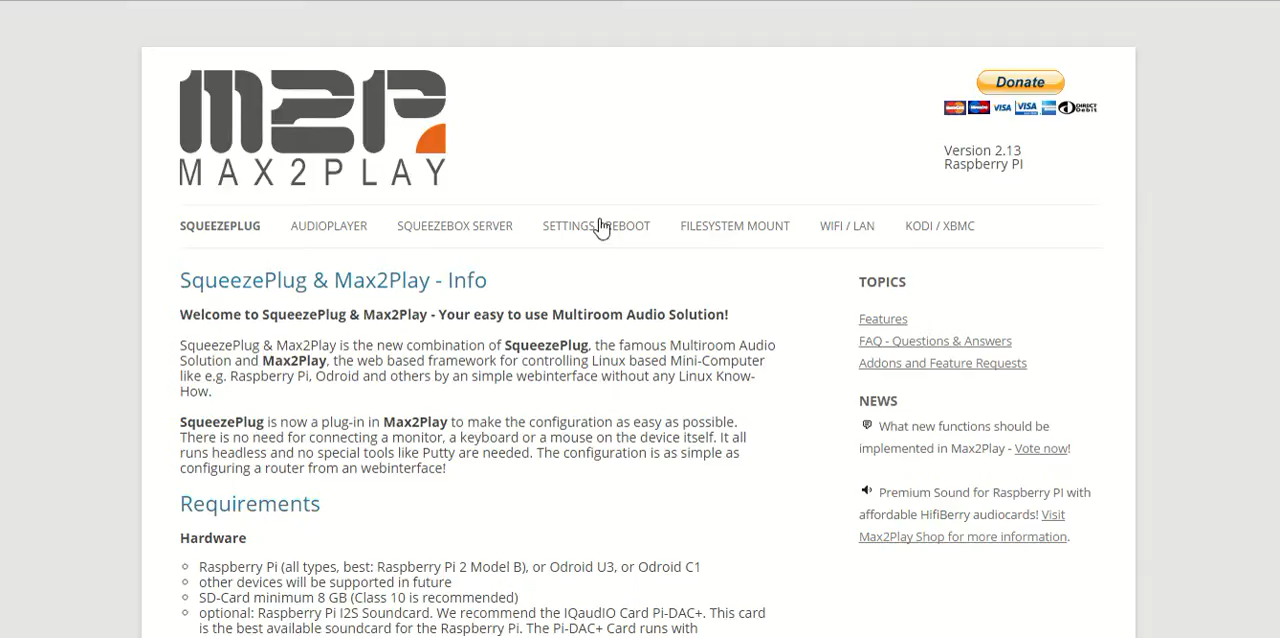 M2P
MAX2PLAY
Donate
MasterCard Maestro VISA VISA DIRECT Debit
Version 2.13
Raspberry PI
SQUEEZEPLUG AUDIOPLAYER SQUEEZEBOX SERVER SETTINGS REBOOT FILESYSTEM MOUNT WIFI / LAN KODI / XBMC
SqueezePlug & Max2Play - Info
Welcome to SqueezePlug & Max2Play - Your easy to use Multiroom Audio Solution!
SqueezePlug & Max2Play is the new combination of SqueezePlug, the famous Multiroom Audio
Solution and Max2Play, the web based framework for controlling Linux based Mini-Computer
like e.g. Raspberry Pi, Odroid and others by an simple webinterface without any Linux Know-
How.
SqueezePlug is now a plug-in in Max2Play to make the configuration as easy as possible.
There is no need for connecting a monitor, a keyboard or a mouse on the device itself. It all
runs headless and no special tools like Putty are needed. The configuration is as simple as
configuring a router from an webinterface!
Requirements
Hardware
Raspberry Pi (all types, best: Raspberry Pi 2 Model B), or Odroid U3, or Odroid C1
other devices will be supported in future
SD-Card minimum 8 GB (Class 10 is recommended)
optional: Raspberry Pi I2S Soundcard. We recommend the IQaudIO Card Pi-DAC+. This card
is the best available soundcard for the Raspberry Pi. The Pi-DAC+ Card runs with
TOPICS
Features
FAQ - Questions & Answers
Addons and Feature Requests
NEWS
What new functions should be
implemented in Max2Play - Vote now!
Premium Sound for Raspberry PI with
affordable HifiBerry audiocards! Visit
Max2Play Shop for more information.